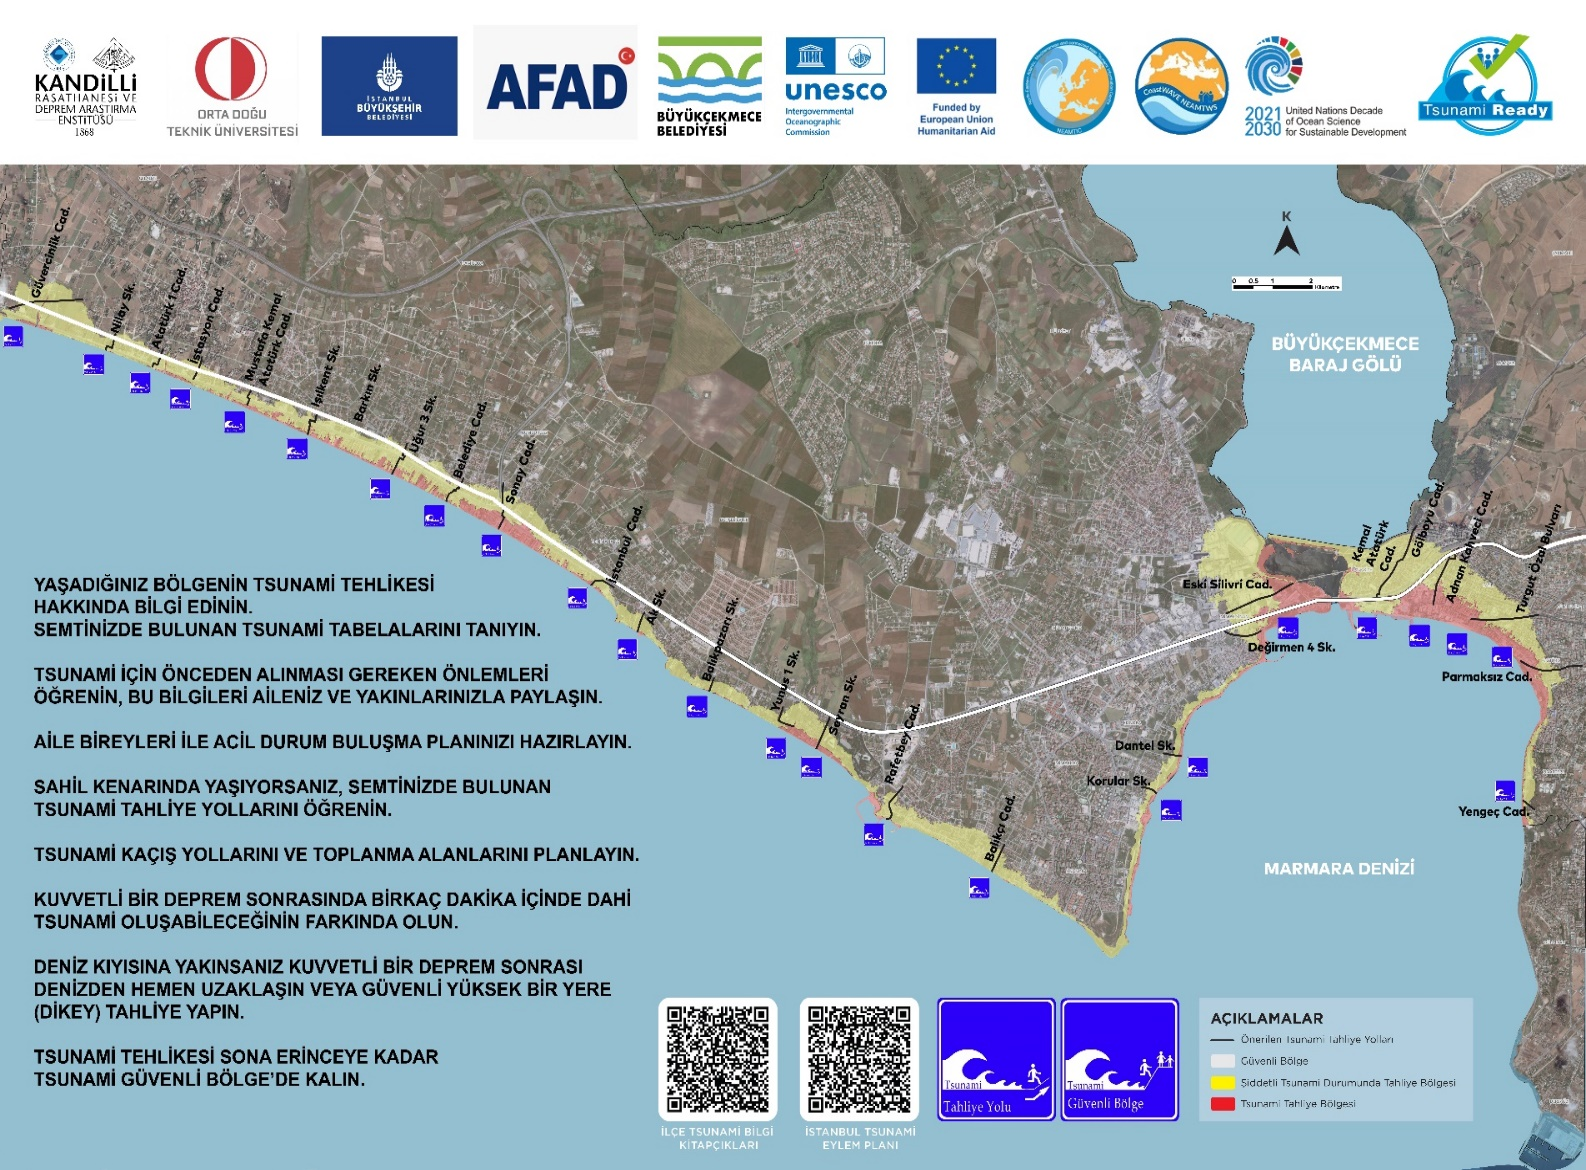 KANDİLLİ
RASATHANESİ VE
DEPREM ARAŞTIRMA
ENSTİTÜSÜ
1868
ORTA DOĞU
TEKNİK ÜNİVERSİTESİ
İSTANBUL
BÜYÜKŞEHİR
BELEDİYESİ
AFAD
BÜYÜKÇEKMECE
BELEDİYESİ
unesco
Intergovernmental
Oceanographic
Commission
Funded by
European Union
Humanitarian Aid
NEAMTIC
CoastWAVE NEAMTWS
2021
2030
United Nations Decade
of Ocean Science
for Sustainable Development
Tsunami Ready
K
0 0.5 1 2
Kilometre
BÜYÜKÇEKMECE
BARAJ GÖLÜ
Güvercinlik Cad.
Nilay Sk.
Atatürk 1 Cad.
İstasyon Cad.
Mustafa Kemal
Atatürk Cad.
Işılkent Sk.
Barkın Sk.
Uğur 3 Sk.
Belediye Cad.
Sonay Cad.
İstanbul Cad.
Ak Sk.
Balıkpazarı Sk.
Yunus 1 Sk.
Seyran Sk.
Rafetbey Cad.
Balıkçı Cad.
Korular Sk.
Dantel Sk.
Değirmen 4 Sk.
Eski Silivri Cad.
Kemal
Atatürk
Cad.
Gölboyu Cad.
Adnan Kahveci Cad.
Turgut Özal Bulvarı
Parmaksız Cad.
Yengeç Cad.
MARMARA DENİZİ
YAŞADIĞINIZ BÖLGENİN TSUNAMİ TEHLİKESİ
HAKKINDA BİLGİ EDİNİN.
SEMTİNİZDE BULUNAN TSUNAMİ TABELALARINI TANIYIN.
TSUNAMİ İÇİN ÖNCEDEN ALINMASI GEREKEN ÖNLEMLERİ
ÖĞRENİN, BU BİLGİLERİ AİLENİZ VE YAKINLARINIZLA PAYLAŞIN.
AİLE BİREYLERİ İLE ACİL DURUM BULUŞMA PLANINIZI HAZIRLAYIN.
SAHİL KENARINDA YAŞIYORSANIZ, SEMTİNİZDE BULUNAN
TSUNAMİ TAHLİYE YOLLARINI ÖĞRENİN.
TSUNAMİ KAÇIŞ YOLLARINI VE TOPLANMA ALANLARINI PLANLAYIN.
KUVVETLİ BİR DEPREM SONRASINDA BİRKAÇ DAKİKA İÇİNDE DAHİ
TSUNAMİ OLUŞABİLECEĞİNİN FARKINDA OLUN.
DENİZ KIYISINA YAKINSANIZ KUVVETLİ BİR DEPREM SONRASI
DENİZDEN HEMEN UZAKLAŞIN VEYA GÜVENLİ YÜKSEK BİR YERE
(DİKEY) TAHLİYE YAPIN.
TSUNAMİ TEHLİKESİ SONA ERİNCEYE KADAR
TSUNAMİ GÜVENLİ BÖLGE'DE KALIN.
İLÇE TSUNAMİ BİLGİ
KİTAPÇIKLARI
İSTANBUL TSUNAMİ
EYLEM PLANI
Tsunami
Tahliye Yolu
Tsunami
Güvenli Bölge
AÇIKLAMALAR
Önerilen Tsunami Tahliye Yolları
Güvenli Bölge
Şiddetli Tsunami Durumunda Tahliye Bölgesi
Tsunami Tahliye Bölgesi